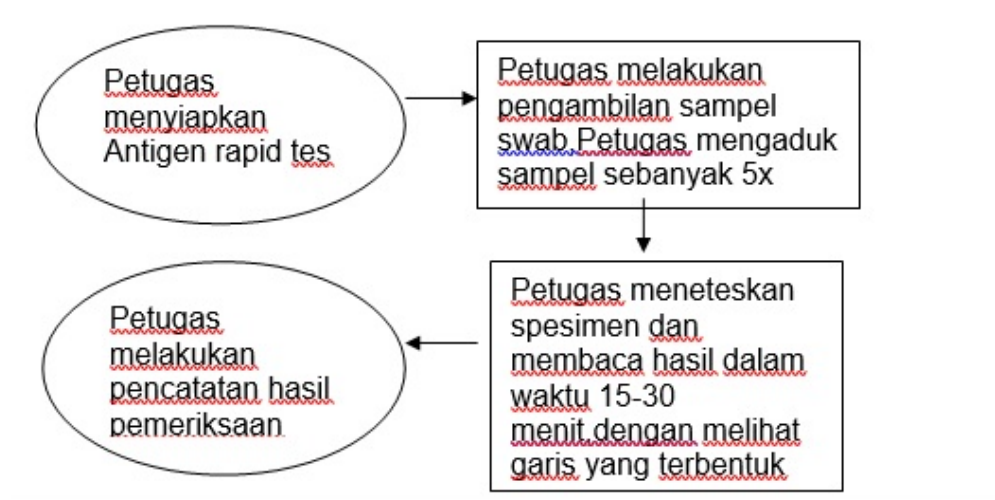 Petugas
menyiapkan
Antigen rapid tes
Petugas melakukan
pengambilan sampel
swab.Petugas mengaduk
sampel sebanyak 5x
Petugas meneteskan
spesimen dan
membaca hasil dalam
waktu 15-30
menit.dengan melihat
garis yang terbentuk
Petugas
melakukan
pencatatan hasil
pemeriksaan